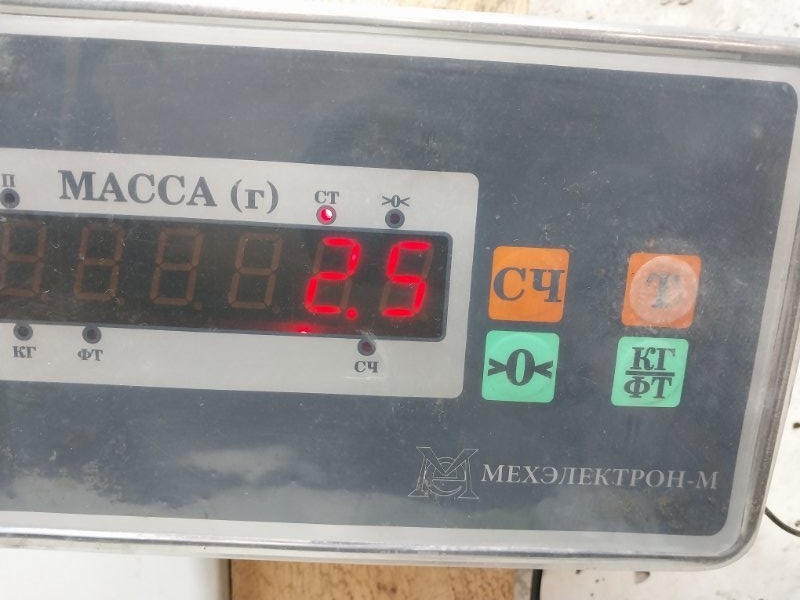 П
МАССА (г)
СТ
>0<
2.5
КГ
ФТ
СЧ
СЧ
Т
>0<
КГ
ФТ
МЕХЭЛЕКТРОН-М